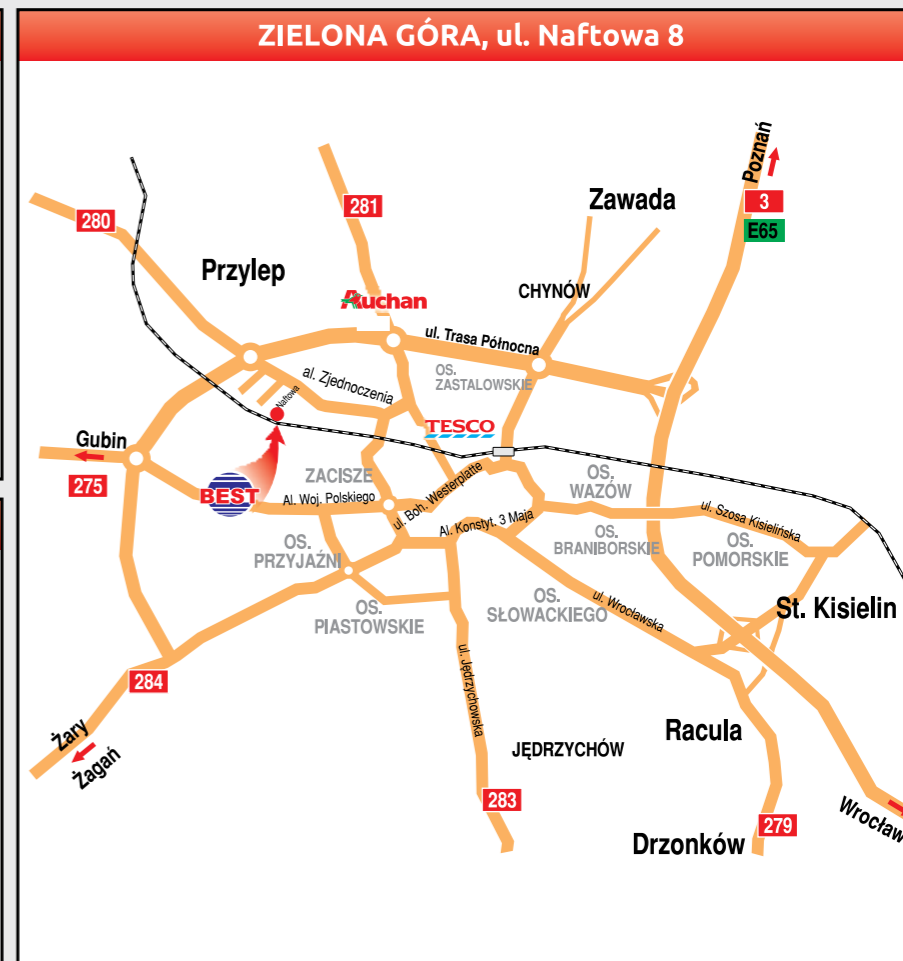 ZIELONA GÓRA, ul. Naftowa 8
Poznań
3
E65
280
281
Zawada
Przylep
CHYNÓW
Auchan
ul. Trasa Północna
OS.
ZASTALOWSKIE
al. Zjednoczenia
Naftowa
TESCO
Gubin
275
BEST
ZACISZE
Al. Woj. Polskiego
ul. Boh. Westerplatte
OS.
WAZÓW
Al. Konstyt. 3 Maja
ul. Szosa Kisielińska
OS.
PRZYJAŹNI
OS.
BRANIBORSKIE
OS.
POMORSKIE
OS.
PIASTOWSKIE
OS.
SŁOWACKIEGO
ul. Wrocławska
St. Kisielin
ul. Jędrzychowska
284
Żary
Żagań
JĘDRZYCHÓW
Racula
283
279
Wrocław
Drzonków